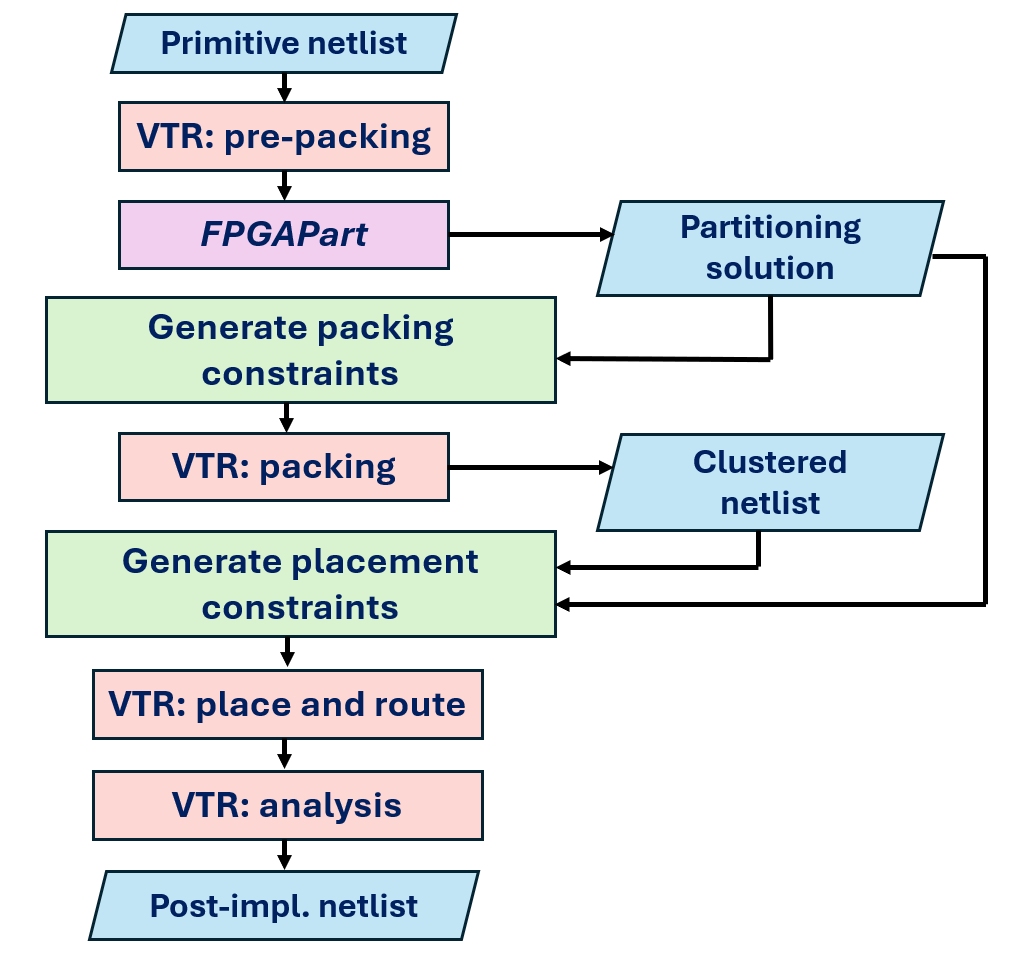 Primitive netlist
VTR: pre-packing
FPGAPart
Partitioning
solution
Generate packing
constraints
VTR: packing
Clustered
netlist
Generate placement
constraints
VTR: place and route
VTR: analysis
Post-impl. netlist